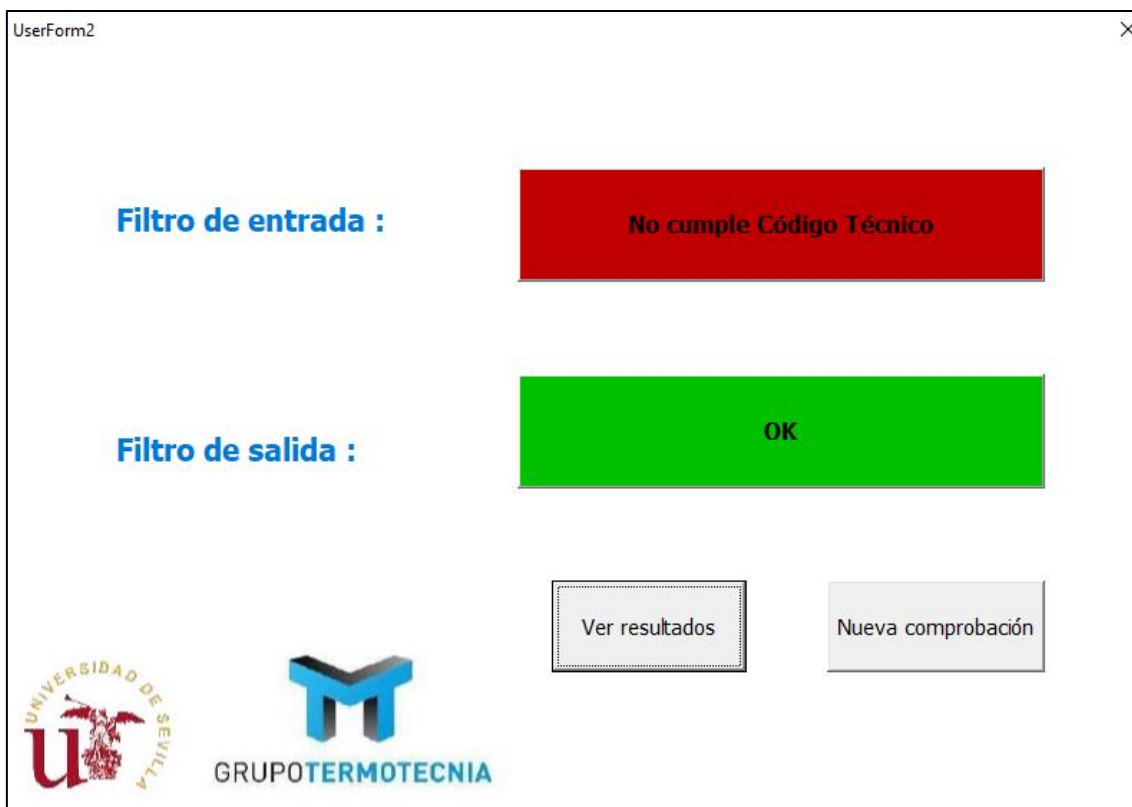 UserForm2
Filtro de entrada :
No cumple Código Técnico
Filtro de salida :
OK
Ver resultados
Nueva comprobación
UNIVERSIDAD DE SEVILLA
U
GRUPOTERMOTECNIA